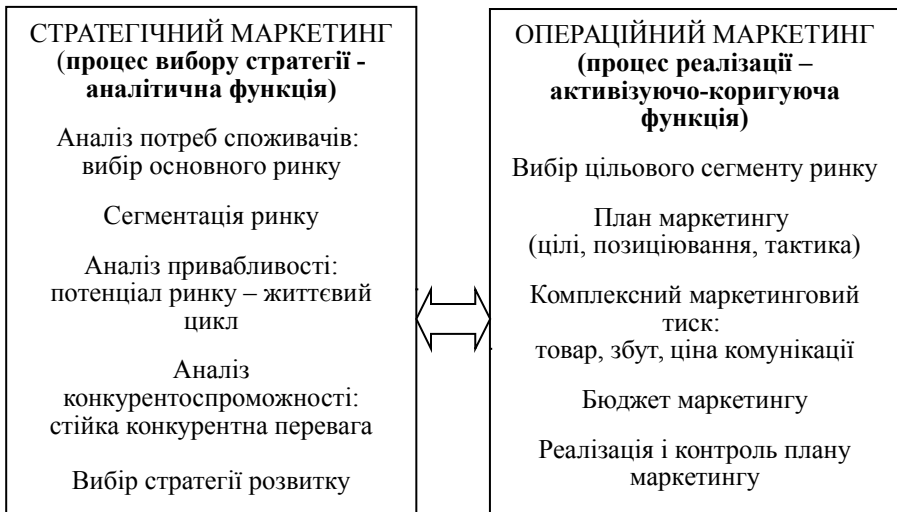 СТРАТЕГІЧНИЙ МАРКЕТИНГ
(процес вибору стратегії -
аналітична функція)
Аналіз потреб споживачів:
вибір основного ринку
Сегментація ринку
Аналіз привабливості:
потенціал ринку – життєвий
цикл
Аналіз
конкурентоспроможності:
стійка конкурентна перевага
Вибір стратегії розвитку
ОПЕРАЦІЙНИЙ МАРКЕТИНГ
(процес реалізації –
активізуючо-коригуюча
функція)
Вибір цільового сегменту ринку
План маркетингу
(цілі, позиціювання, тактика)
Комплексний маркетинговий
тиск:
товар, збут, ціна комунікації
Бюджет маркетингу
Реалізація і контроль плану
маркетингу